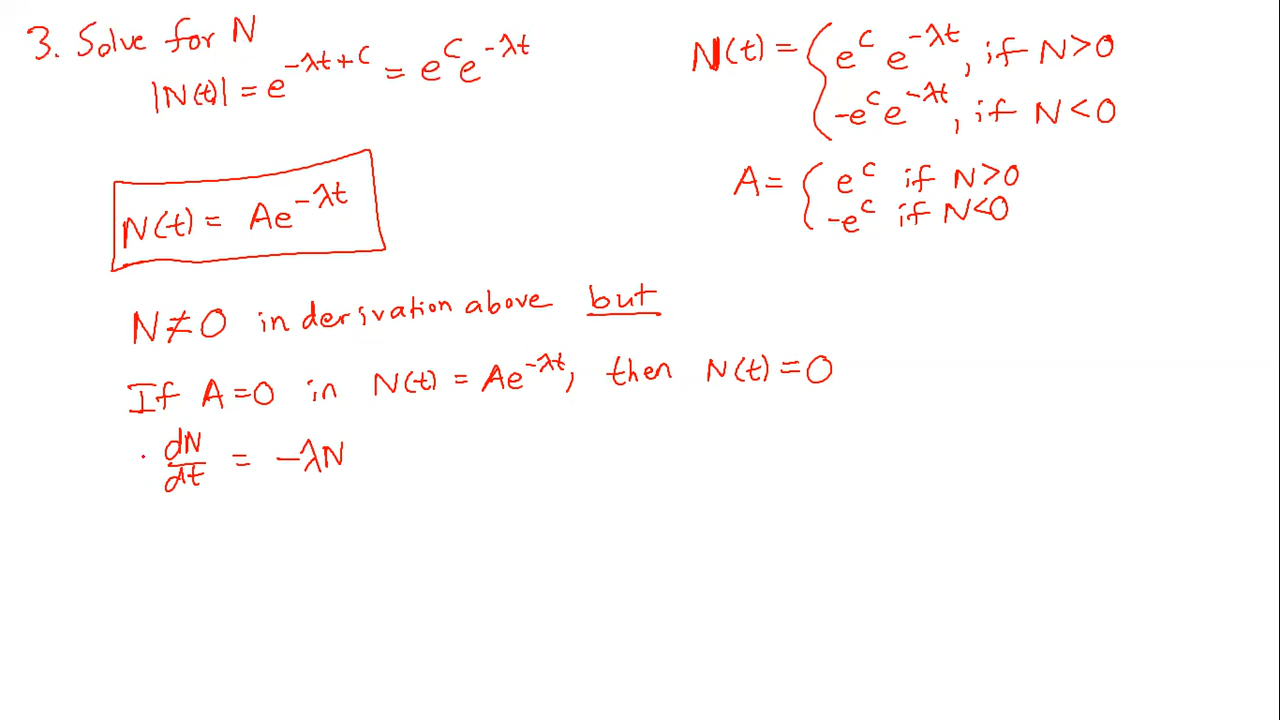 3. Solve for N
|N(t)| = e^{-λt+C} = e^C e^{-λt}
N(t) = { e^C e^{-λt}, if N>0
-e^C e^{-λt}, if N<0
A = { e^C if N>0
-e^C if N<0
N(t) = Ae^{-λt}
N≠0 in derivation above but
If A=0 in N(t) = Ae^{-λt}, then N(t) = 0
dN/dt = -λN